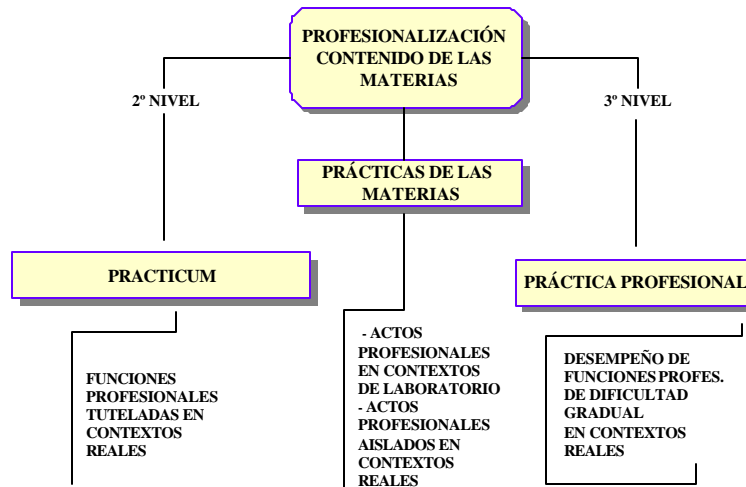 PROFESIONALIZACIÓN
CONTENIDO DE LAS
MATERIAS
2º NIVEL
3º NIVEL
PRÁCTICAS DE LAS
MATERIAS
PRACTICUM
PRÁCTICA PROFESIONAL
FUNCIONES
PROFESIONALES
TUTELADAS EN
CONTEXTOS
REALES
- ACTOS
PROFESIONALES
EN CONTEXTOS
DE LABORATORIO
- ACTOS
PROFESIONALES
AISLADOS EN
CONTEXTOS
REALES
DESEMPEÑO DE
FUNCIONES PROFES.
DE DIFICULTAD
GRADUAL
EN CONTEXTOS
REALES